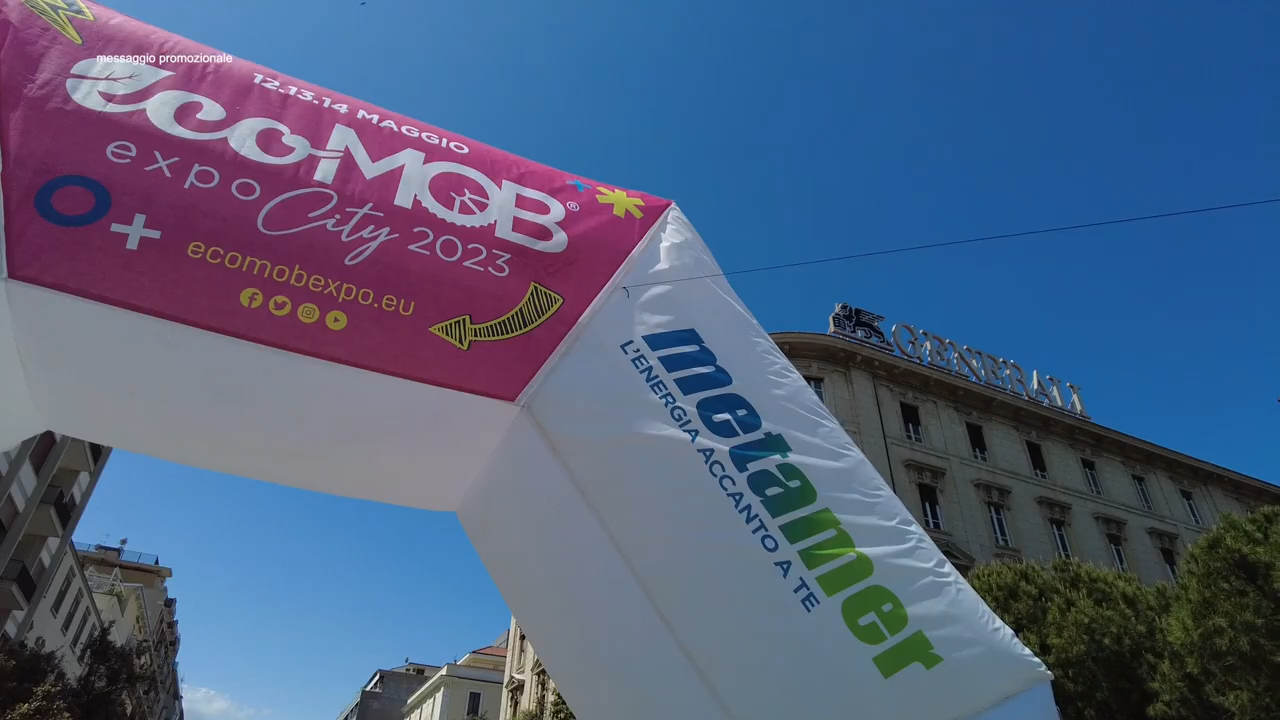 messaggio promozionale
12.13.14 MAGGIO
ecoMOB®
expo City 2023
ecomobexpo.eu
metamer
L'ENERGIA ACCANTO A TE
GENERALI